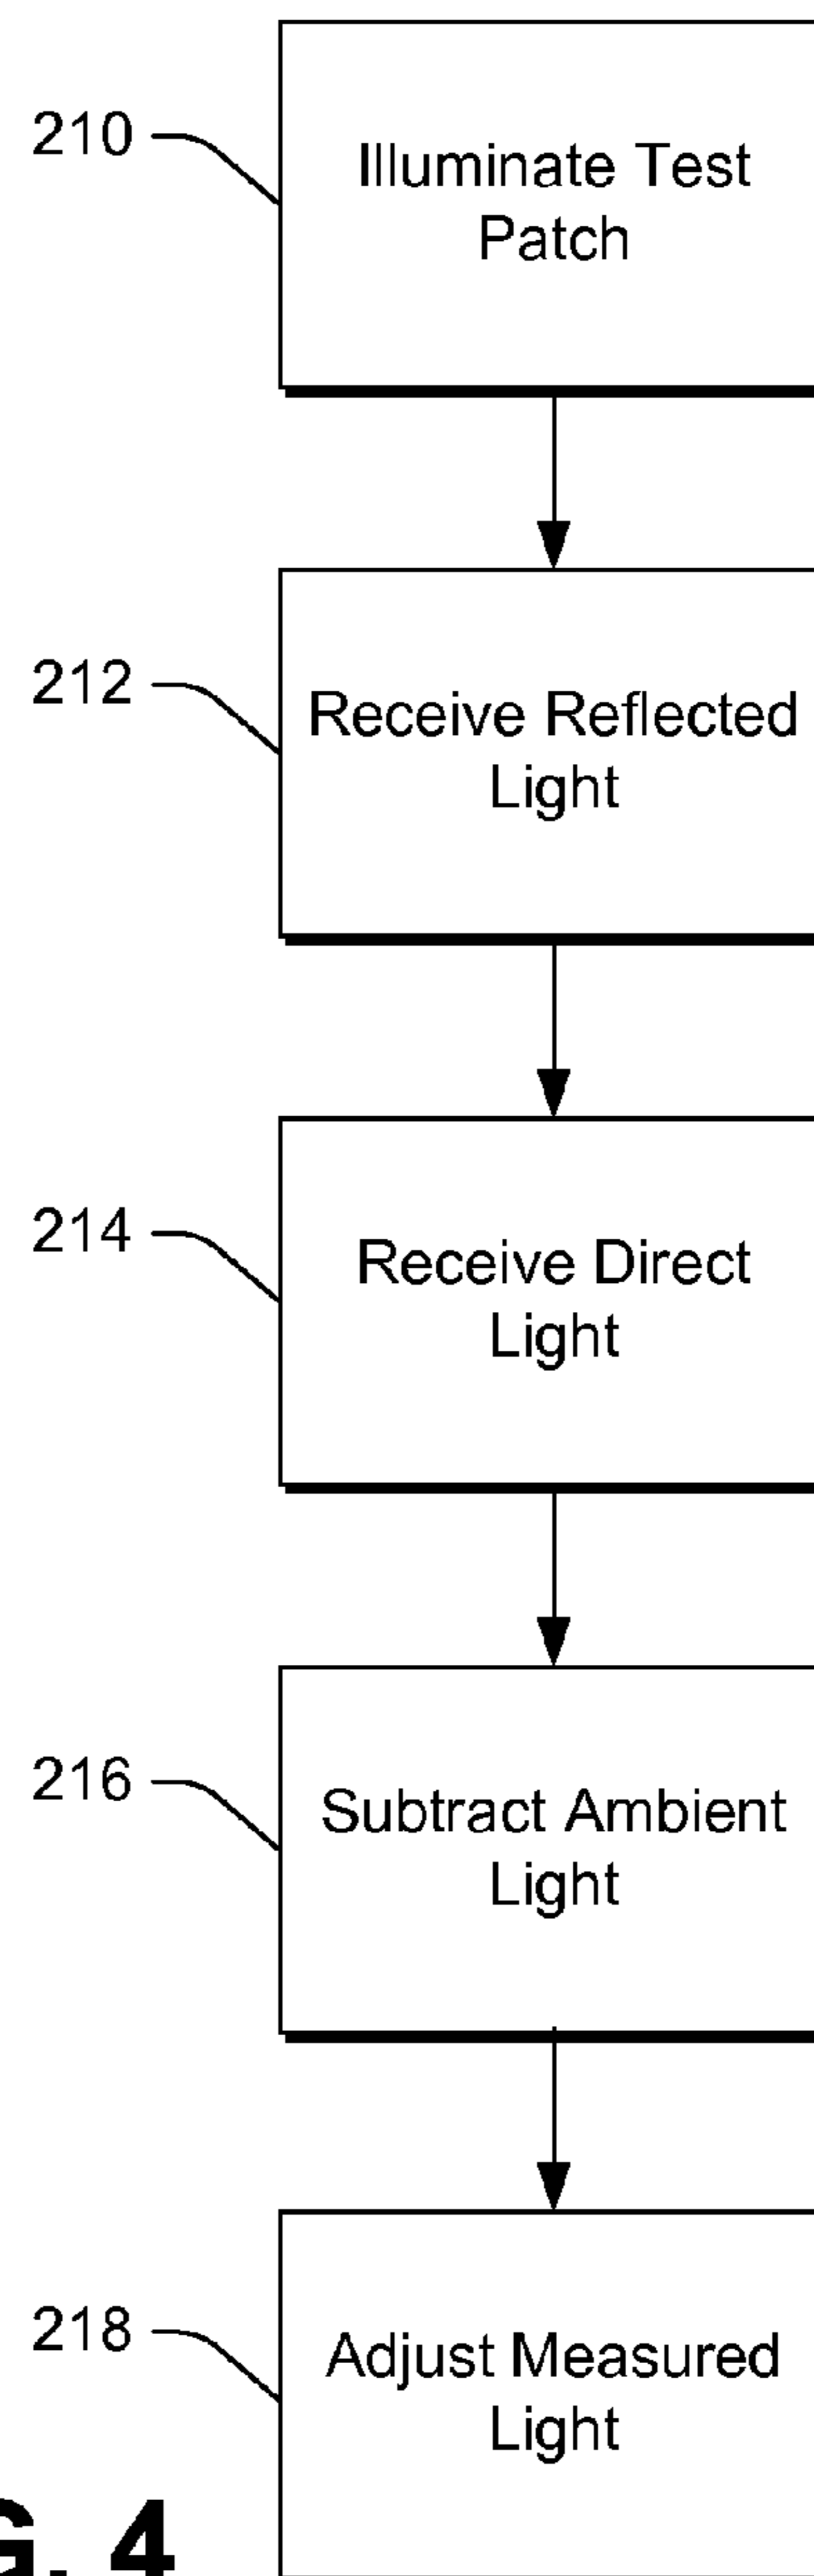 210
Illuminate Test
Patch
212
Receive Reflected
Light
214
Receive Direct
Light
216
Subtract Ambient
Light
218
Adjust Measured
Light
G. 4